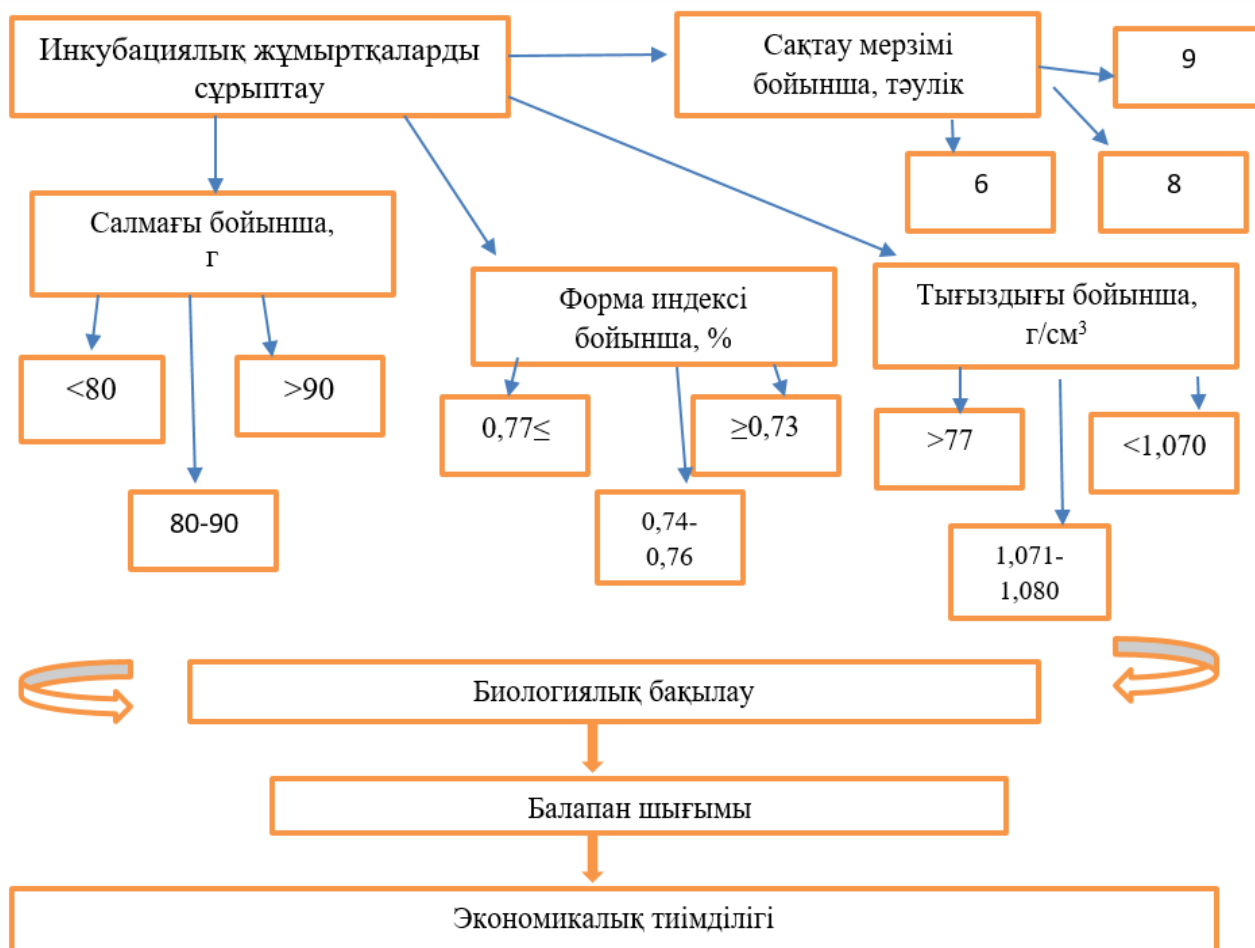 Инкубациялық жұмыртқаларды
сұрыптау
Сақтау мерзімі
бойынша, тәулік
9
6
8
Салмағы бойынша,
г
Форма индексі
бойынша, %
Тығыздығы бойынша,
г/см³
<80
>90
0,77≤
≥0,73
>77
<1,070
80-90
0,74-
0,76
1,071-
1,080
Биологиялық бақылау
Балапан шығымы
Экономикалық тиімділігі